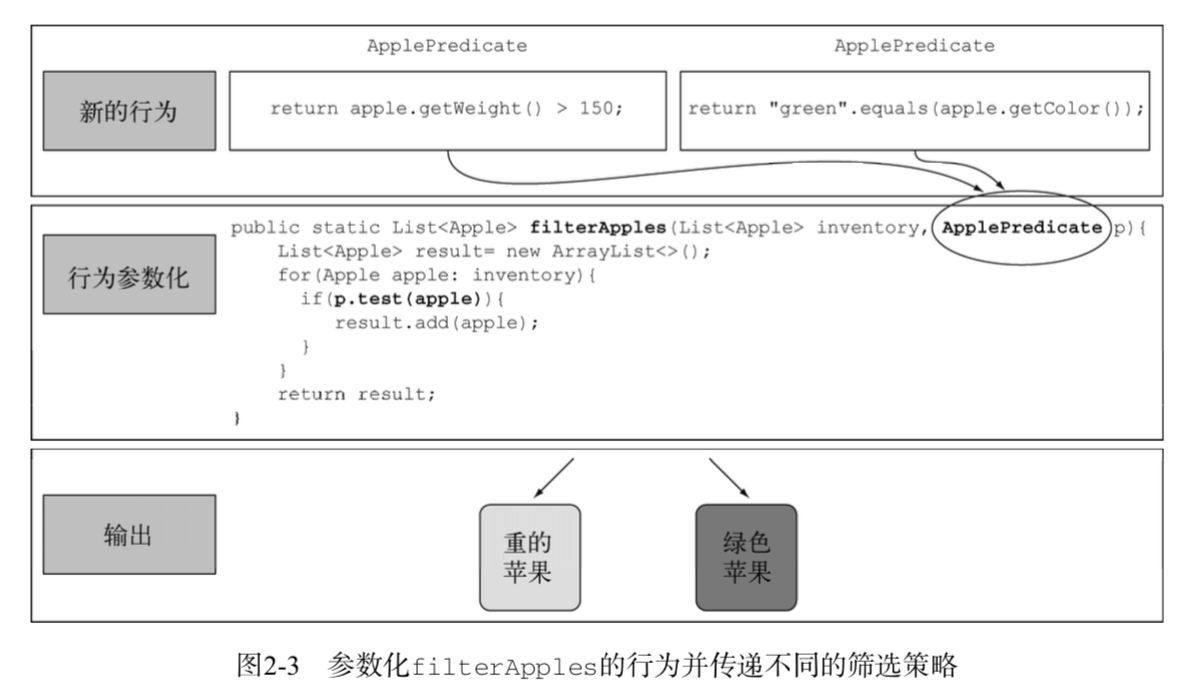 ApplePredicate ApplePredicate
新的行为
return apple.getWeight() > 150;
return "green".equals(apple.getColor());
行为参数化
public static List<Apple> filterApples(List<Apple> inventory, ApplePredicate p){
List<Apple> result= new ArrayList<>();
for(Apple apple: inventory){
if(p.test(apple)){
result.add(apple);
}
}
return result;
}
输出
重的
苹果
绿色
苹果
图2-3 参数化filterApples的行为并传递不同的筛选策略